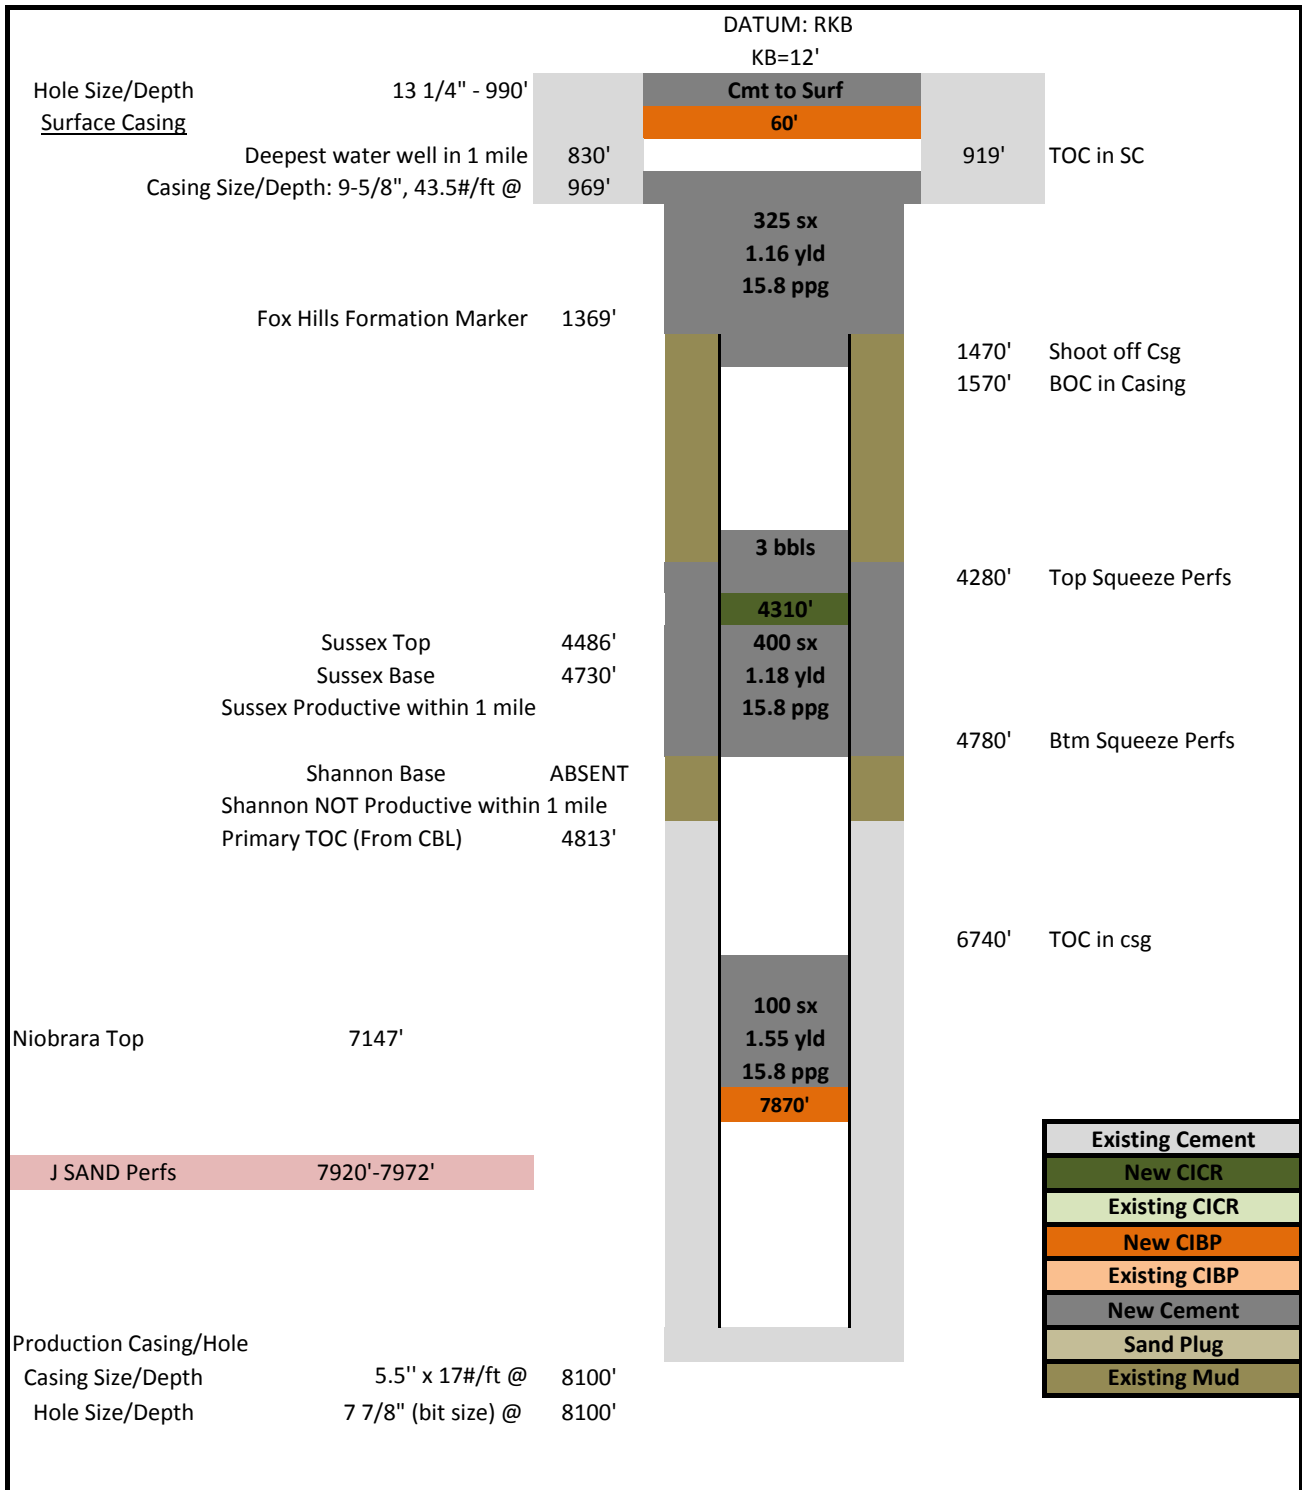 DATUM: RKB
KB=12'
Hole Size/Depth 13 1/4" - 990' Cmt to Surf
Surface Casing 60'
Deepest water well in 1 mile 830' 919' TOC in SC
Casing Size/Depth: 9-5/8", 43.5#/ft @ 969'
325 sx
1.16 yld
15.8 ppg
Fox Hills Formation Marker 1369'
1470' Shoot off Csg
1570' BOC in Casing
3 bbls
4280' Top Squeeze Perfs
4310'
Sussex Top 4486' 400 sx
Sussex Base 4730' 1.18 yld
Sussex Productive within 1 mile 15.8 ppg
4780' Btm Squeeze Perfs
Shannon Base ABSENT
Shannon NOT Productive within 1 mile
Primary TOC (From CBL) 4813'
6740' TOC in csg
100 sx
Niobrara Top 7147' 1.55 yld
15.8 ppg
7870'
Existing Cement
J SAND Perfs 7920'-7972' New CICR
Existing CICR
New CIBP
Existing CIBP
New Cement
Production Casing/Hole Sand Plug
Casing Size/Depth 5.5'' x 17#/ft @ 8100' Existing Mud
Hole Size/Depth 7 7/8" (bit size) @ 8100'